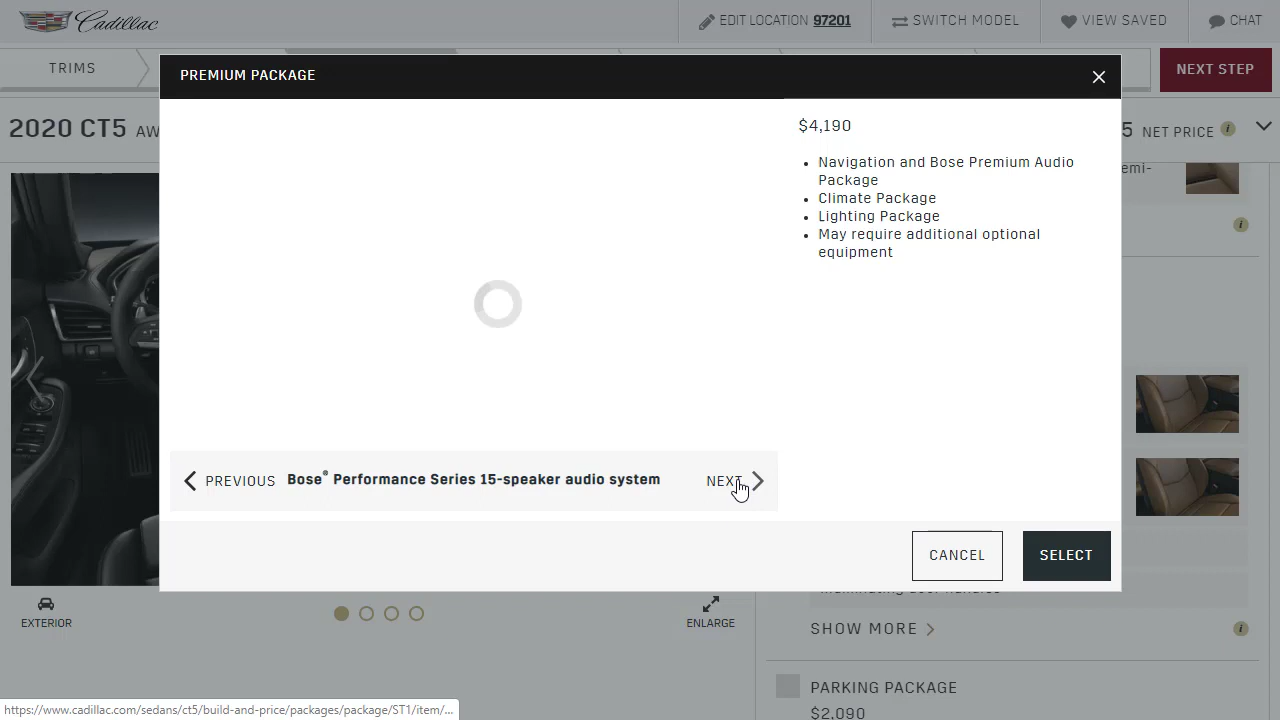 Cadillac
EDIT LOCATION 97201
SWITCH MODEL
VIEW SAVED
CHAT
TRIMS
NEXT STEP
PREMIUM PACKAGE
2020 CT5 AW
5 NET PRICE i
$4,190
• Navigation and Bose Premium Audio
Package
• Climate Package
• Lighting Package
• May require additional optional
equipment
emi-
i
PREVIOUS
Bose® Performance Series 15-speaker audio system
NEXT
CANCEL
SELECT
EXTERIOR
ENLARGE
SHOW MORE
i
PARKING PACKAGE
$2,090
https://www.cadillac.com/sedans/ct5/build-and-price/packages/package/ST1/item/...